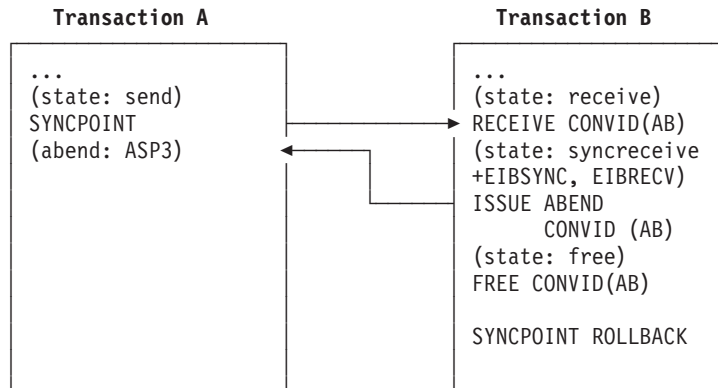 Transaction A
...
(state: send)
SYNCPOINT
(abend: ASP3)
Transaction B
...
(state: receive)
RECEIVE CONVID(AB)
(state: syncreceive
+EIBSYNC, EIBRECV)
ISSUE ABEND
CONVID (AB)
(state: free)
FREE CONVID(AB)
SYNCPOINT ROLLBACK